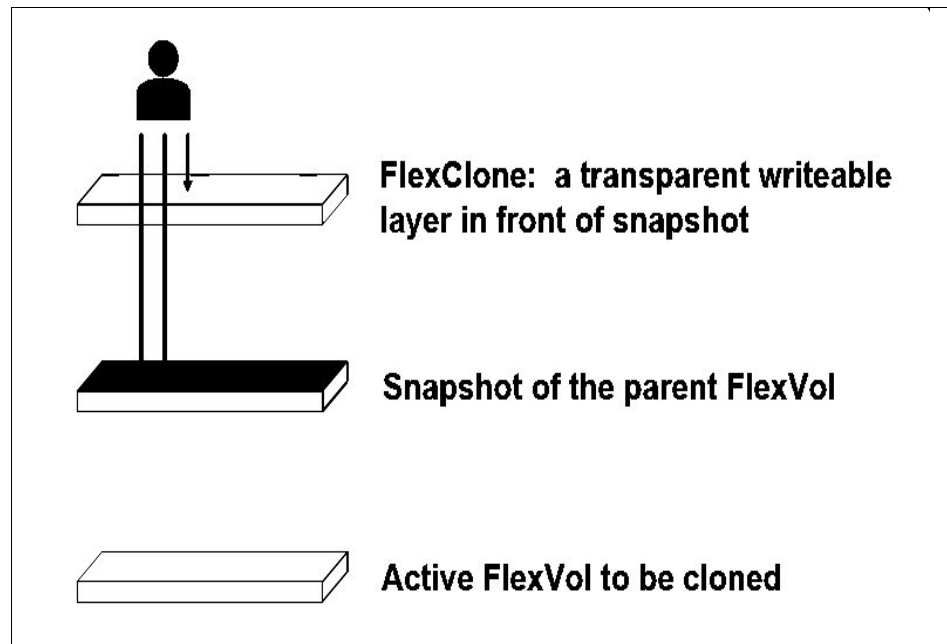 FlexClone: a transparent writeable
layer in front of snapshot
Snapshot of the parent FlexVol
Active FlexVol to be cloned